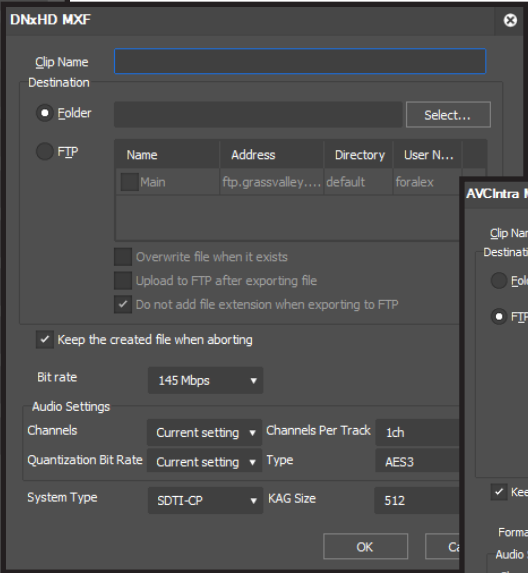 DNxHD MXF
Clip Name
Destination
Folder
Select...
FTP
Name Address Directory User N...
Main ftp.grassvalley.... default foralex
AVCIntra
Clip
Overwrite file when it exists
Upload to FTP after exporting file
Do not add file extension when exporting to FTP
Keep the created file when aborting
Bit rate 145 Mbps
Audio Settings
Channels Current setting Channels Per Track 1ch
Quantization Bit Rate Current setting Type AES3
Audio
System Type SDTI-CP KAG Size 512
OK